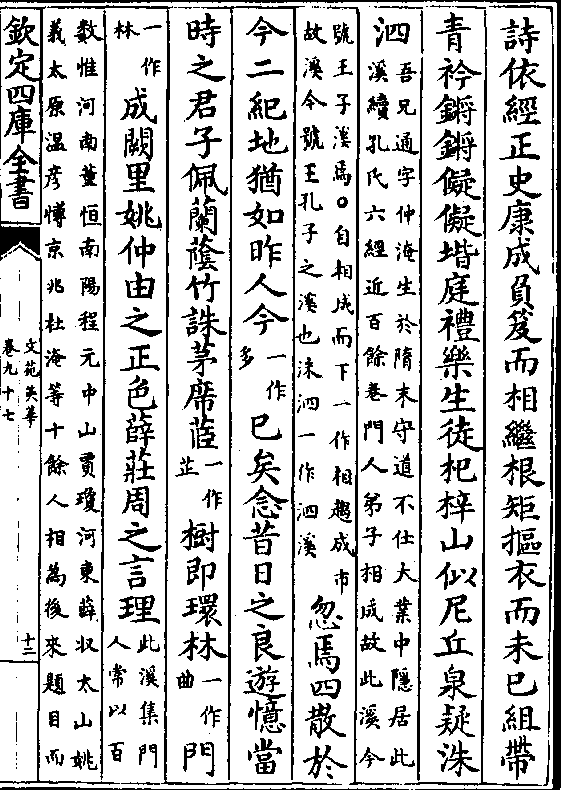 詩依經正史康成負笈而相繼根矩摳衣而未已組帶
青衿鏘鏘儗儗堦庭禮樂生徒杞梓山似尼丘泉疑洙
泗
吾兄通字仲淹生於隋末守道不仕大業中隱居此
溪續孔氏六經近百餘卷門人弟子相成故此溪今
號王子溪焉○自相成而下一作相趨成市
故溪今號王孔子之溪也洙泗一作泗溪
忽焉四散於
今二紀地猶如昨人今
一作
多
已矣念昔日之良遊憶當
時之君子佩蘭蔭竹誅茅席茞
一作
芷
樹即環林
一作
曲
門
一作
林
成闕里姚仲由之正色薛莊周之言理
此溪集門
人常以百
數惟河南董恒南陽程元中山賈瓊河東薛收太山姚
義太原溫彥博京兆杜淹等十餘人相為後來題目而
欽定四庫全書
文苑英華
卷九十七
十二